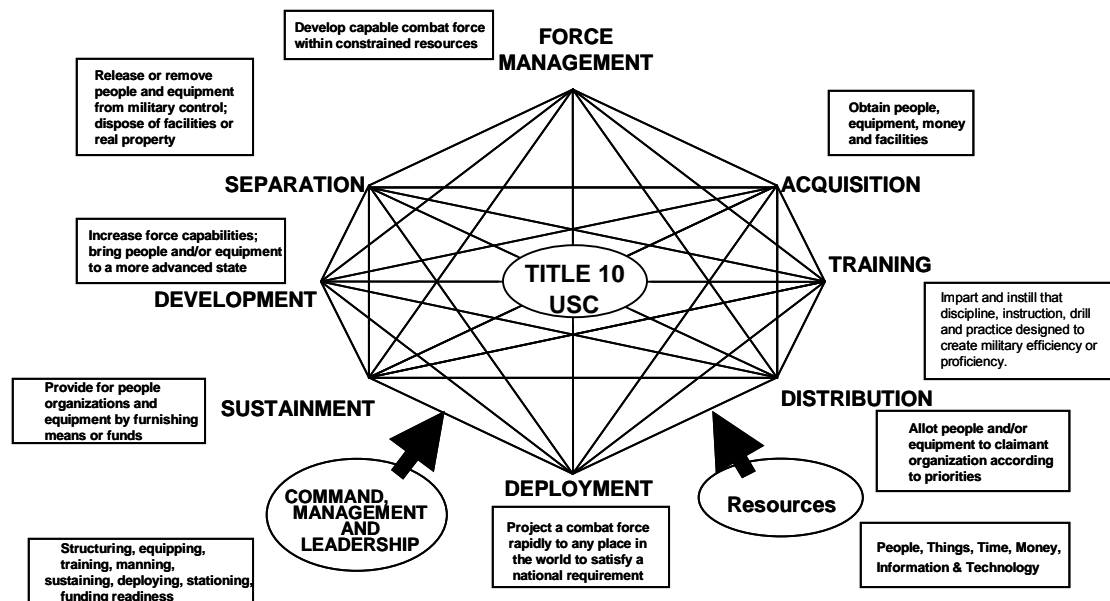 Develop capable combat force
within constrained resources
FORCE
MANAGEMENT
Release or remove
people and equipment
from military control;
dispose of facilities or
real property
Obtain people,
equipment, money
and facilities
SEPARATION
ACQUISITION
Increase force capabilities;
bring people and/or equipment
to a more advanced state
TITLE 10
USC
TRAINING
DEVELOPMENT
Impart and instill that
discipline, instruction, drill
and practice designed to
create military efficiency or
proficiency.
Provide for people
organizations and
equipment by furnishing
means or funds
SUSTAINMENT
DISTRIBUTION
Allot people and/or
equipment to claimant
organization according
to priorities
COMMAND,
MANAGEMENT
AND
LEADERSHIP
DEPLOYMENT
Resources
Project a combat force
rapidly to any place in
the world to satisfy a
national requirement
Structuring, equipping,
training, manning,
sustaining, deploying, stationing,
funding readiness
People, Things, Time, Money,
Information & Technology